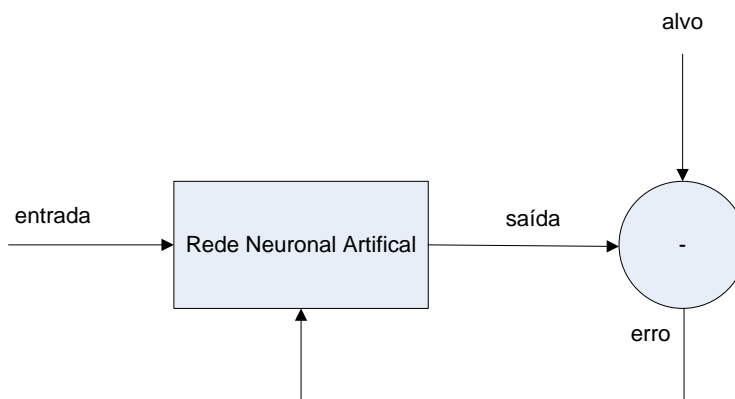 alvo
entrada
Rede Neuronal Artifical
saída
-
erro